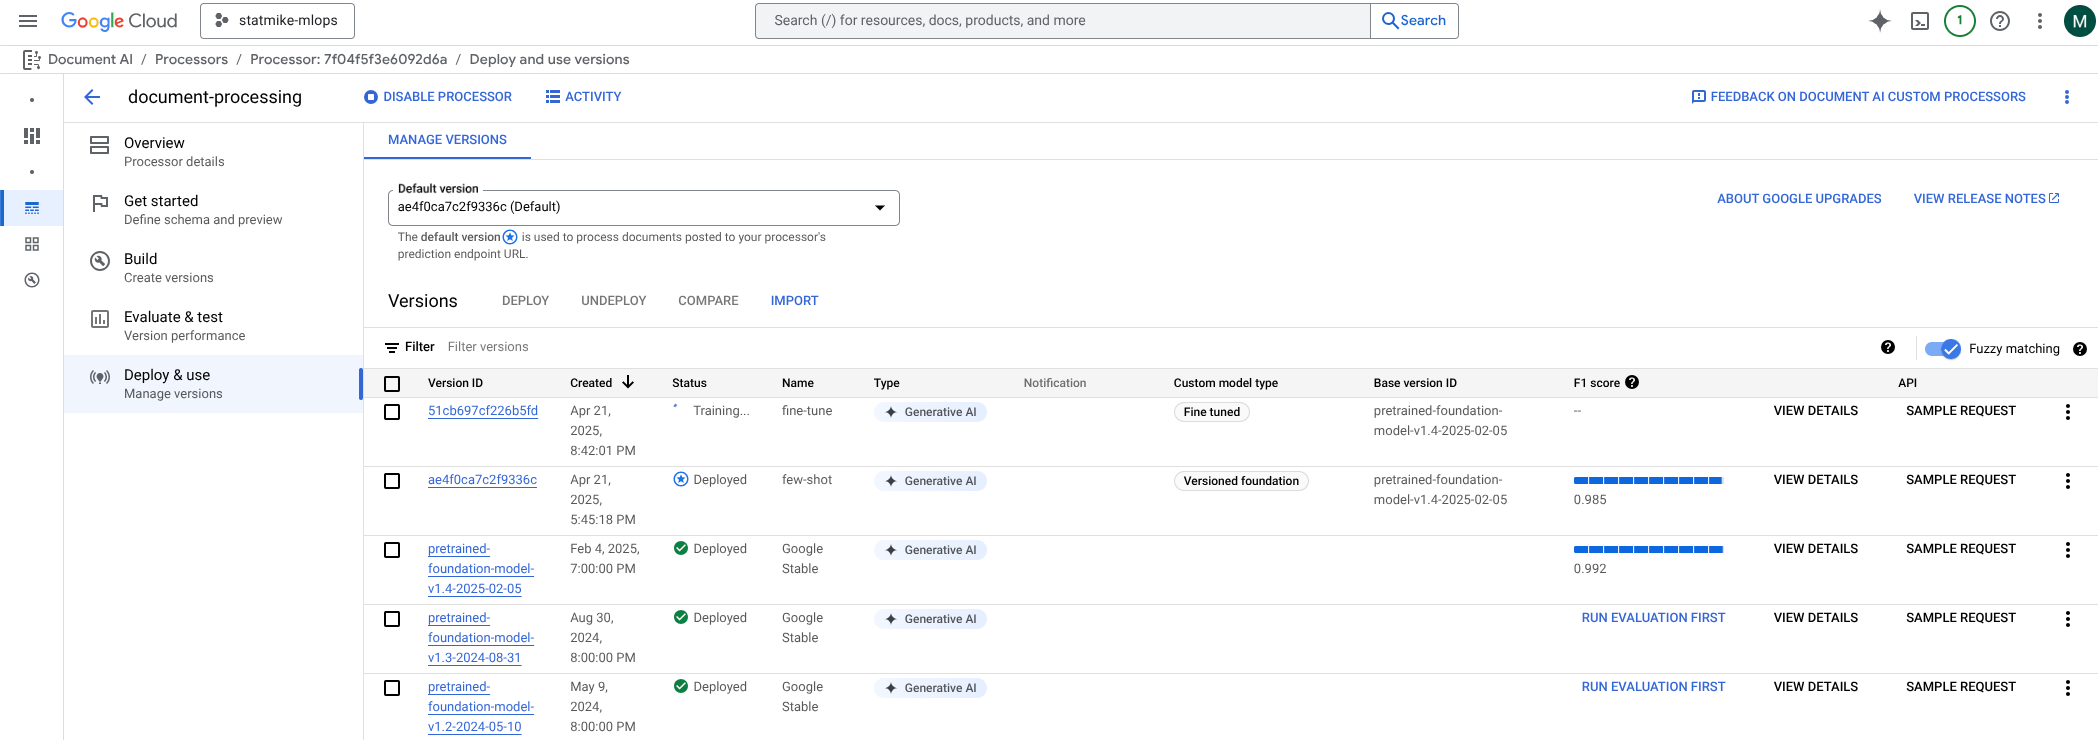 Google Cloud
statmike-mlops
Search (/) for resources, docs, products, and more
Search
1
M
Document AI / Processors / Processor: 7f04f5f3e6092d6a / Deploy and use versions
document-processing
DISABLE PROCESSOR
ACTIVITY
FEEDBACK ON DOCUMENT AI CUSTOM PROCESSORS
Overview
Processor details
Get started
Define schema and preview
Build
Create versions
Evaluate & test
Version performance
Deploy & use
Manage versions
MANAGE VERSIONS
Default version
ae4f0ca7c2f9336c (Default)
The default version is used to process documents posted to your processor's
prediction endpoint URL.
ABOUT GOOGLE UPGRADES
VIEW RELEASE NOTES
Versions
DEPLOY
UNDEPLOY
COMPARE
IMPORT
Filter
Filter versions
Fuzzy matching
Version ID
Created
Status
Name
Type
Notification
Custom model type
Base version ID
F1 score
API
51cb697cf226b5fd
Apr 21,
2025,
8:42:01 PM
Training...
fine-tune
Generative AI
Fine tuned
pretrained-foundation-
model-v1.4-2025-02-05
--
VIEW DETAILS
SAMPLE REQUEST
ae4f0ca7c2f9336c
Apr 21,
2025,
5:45:18 PM
Deployed
few-shot
Generative AI
Versioned foundation
pretrained-foundation-
model-v1.4-2025-02-05
0.985
VIEW DETAILS
SAMPLE REQUEST
pretrained-
foundation-model-
v1.4-2025-02-05
Feb 4, 2025,
7:00:00 PM
Deployed
Google
Stable
Generative AI
0.992
VIEW DETAILS
SAMPLE REQUEST
pretrained-
foundation-model-
v1.3-2024-08-31
Aug 30,
2024,
8:00:00 PM
Deployed
Google
Stable
Generative AI
RUN EVALUATION FIRST
VIEW DETAILS
SAMPLE REQUEST
pretrained-
foundation-model-
v1.2-2024-05-10
May 9,
2024,
8:00:00 PM
Deployed
Google
Stable
Generative AI
RUN EVALUATION FIRST
VIEW DETAILS
SAMPLE REQUEST